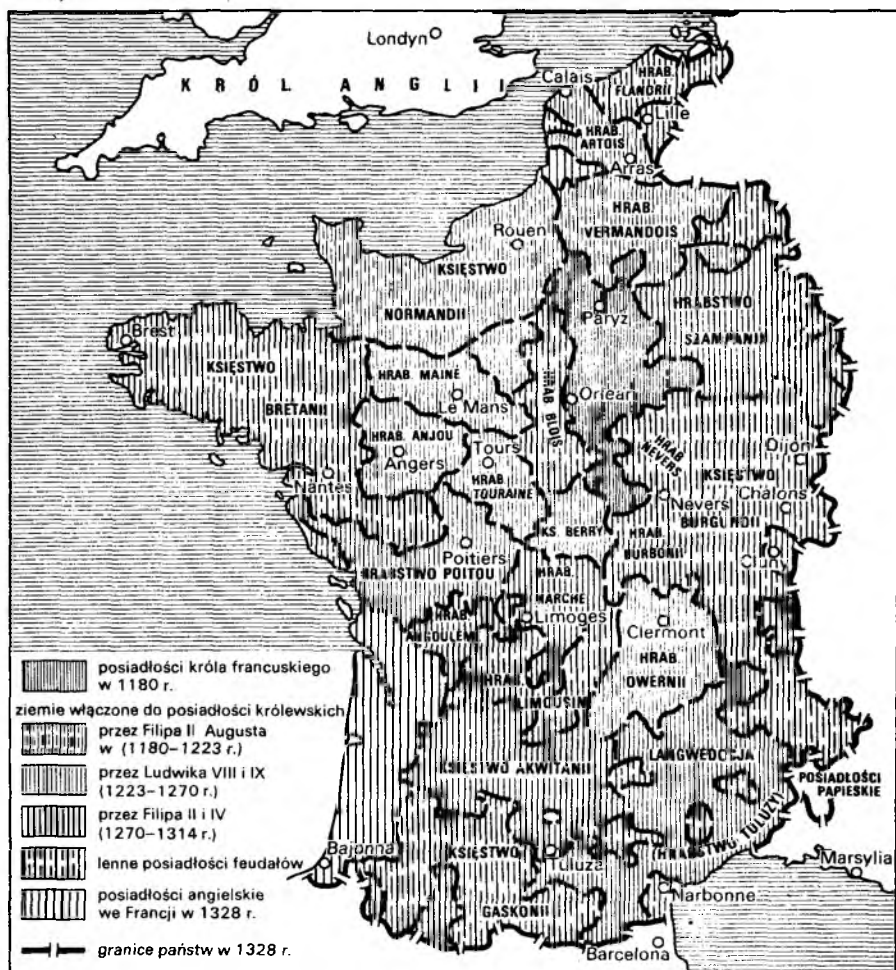 Londyn
KRÓL ANGLII
Calais
HRAB.
FLANDRII
Lille
HRAB.
ARTOIS
Arras
HRAB.
VERMANDOIS
Rouen
KSIĘSTWO
NORMANDII
Paryz
HRABSTWO
SZAMPANII
Brest
KSIĘSTWO
BRETANII
HRAB. MAINE
Le Mans
HRAB. BLOIS
Orlean
HRAB. ANJOU
Angers
Tours
HRAB.
TOURAINE
Nantes
HRAB.
NEVERS
Dijon
KSIĘSTWO
Chalons
Nevers
BURGUNDII
KS. BERRY
HRAB.
BURBONII
Cluny
Poitiers
HRABSTWO POITOU
HRAB.
MARCHE
Limoges
HRAB.
ANGOULEM
Clermont
HRAB.
OWERNII
HRAB.
LIMOUSIN
KSIĘSTWO AKWITANII
LANGWEDOCJA
POSIADŁOŚCI
PAPIESKIE
(HRABSTWO TULUZY)
Bajonna
KSIĘSTWO
Tuluza
GASKONII
Marsylia
Narbonne
Barcelona
posiadłości króla francuskiego
w 1180 r.
ziemie włączone do posiadłości królewskich
przez Filipa II Augusta
w (1180–1223 r.)
przez Ludwika VIII i IX
(1223–1270 r.)
przez Filipa II i IV
(1270–1314 r.)
lenne posiadłości feudałów
posiadłości angielskie
we Francji w 1328 r.
granice państw w 1328 r.